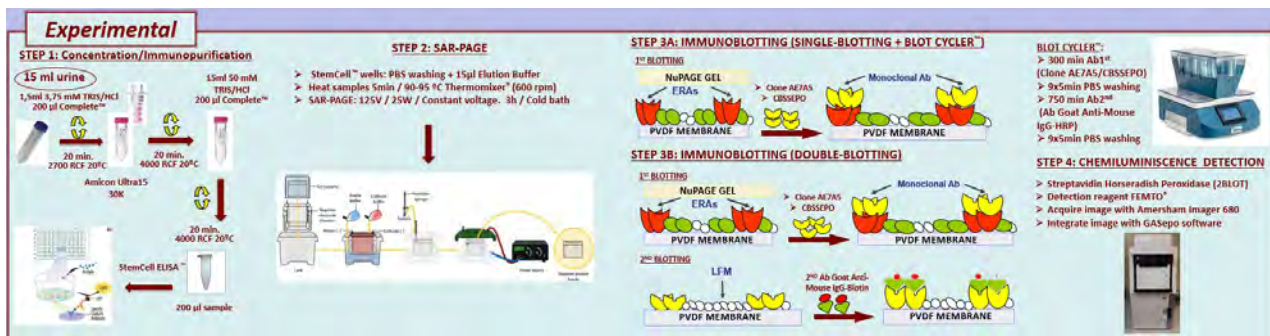 Experimental
STEP 1: Concentration/Immunopurification
15 ml urine
1,5ml 3,75 mM TRIS/HCl
200 µl Complete™
15ml 50 mM
TRIS/HCl
200 µl Complete™
20 min.
2700 RCF 20ºC
20 min.
4000 RCF 20ºC
Amicon Ultra15
30K
20 min.
4000 RCF 20ºC
StemCell ELISA ™
200 µl sample
STEP 2: SAR-PAGE
➢ StemCell™ wells: PBS washing + 15µl Elution Buffer
➢ Heat samples 5min / 90-95 ºC Thermomixer® (600 rpm)
➢ SAR-PAGE: 125V / 25W / Constant voltage. 3h / Cold bath
STEP 3A: IMMUNOBLOTTING (SINGLE-BLOTTING + BLOT CYCLER™)
1ST BLOTTING
NuPAGE GEL
ERAs
➢ Clone AE7A5
➢ CBSSEPO
Monoclonal Ab
PVDF MEMBRANE
PVDF MEMBRANE
STEP 3B: IMMUNOBLOTTING (DOUBLE-BLOTTING)
1ST BLOTTING
NuPAGE GEL
ERAs
➢ Clone AE7A5
➢ CBSSEPO
Monoclonal Ab
PVDF MEMBRANE
PVDF MEMBRANE
2ND BLOTTING
LFM
2ND Ab Goat Anti-
Mouse IgG-Biotin
PVDF MEMBRANE
PVDF MEMBRANE
BLOT CYCLER™:
➢ 300 min Ab1st
(Clone AE7A5/CBSSEPO)
➢ 9x5min PBS washing
➢ 750 min Ab2nd
(Ab Goat Anti-Mouse
IgG-HRP)
➢ 9x5min PBS washing
STEP 4: CHEMILUMINISCENCE DETECTION
➢ Streptavidin Horseradish Peroxidase (2BLOT)
➢ Detection reagent FEMTO®
➢ Acquire image with Amersham Imager 680
➢ Integrate image with GASepo software